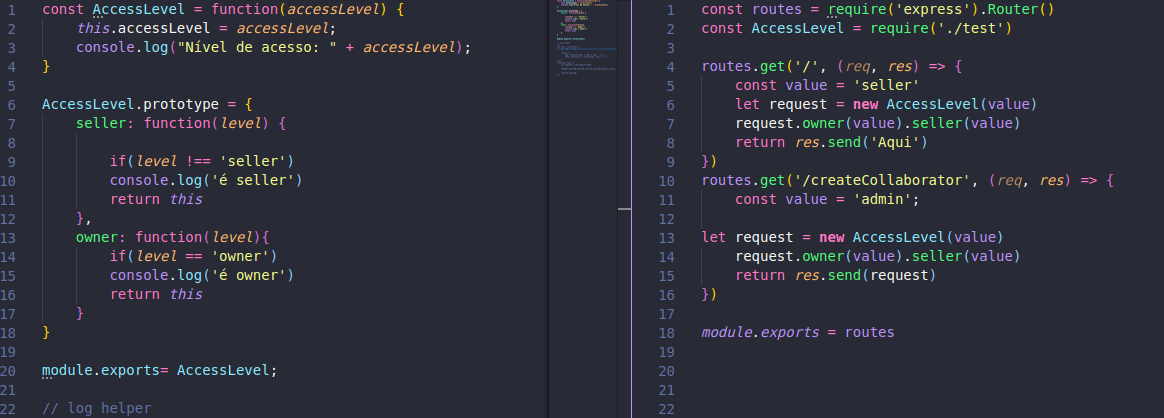 1 const AccessLevel = function(accessLevel) {
2     this.accessLevel = accessLevel;
3     console.log("Nível de acesso: " + accessLevel);
4 }
5
6 AccessLevel.prototype = {
7     seller: function(level) {
8
9         if(level !== 'seller')
10         console.log('é seller')
11         return this
12     },
13     owner: function(level){
14         if(level == 'owner')
15         console.log('é owner')
16         return this
17     }
18 }
19
20 module.exports= AccessLevel;
21
22 // log helper
1 const routes = require('express').Router()
2 const AccessLevel = require('./test')
3
4 routes.get('/', (req, res) => {
5     const value = 'seller'
6     let request = new AccessLevel(value)
7     request.owner(value).seller(value)
8     return res.send('Aqui')
9 })
10 routes.get('/createCollaborator', (req, res) => {
11     const value = 'admin';
12
13 let request = new AccessLevel(value)
14     request.owner(value).seller(value)
15     return res.send(request)
16 })
17
18 module.exports = routes
19
20
21
22